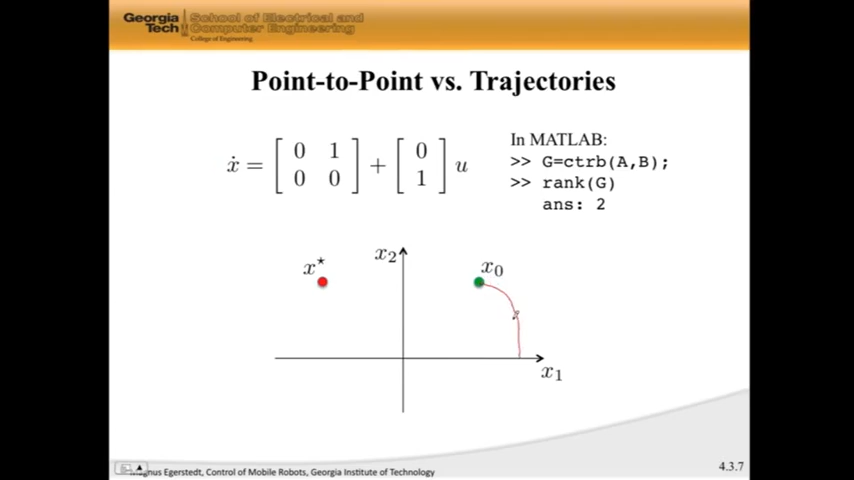 Georgia Tech
School of Electrical and Computer Engineering
College of Engineering
Point-to-Point vs. Trajectories
ẋ = [ 0 1 0 0 ] + [ 0 1 ] u
In MATLAB:
>> G=ctrb(A,B);
>> rank(G)
ans: 2
x⋆
x₂
x₀
x₁
4.3.7
Egerstedt, Control of Mobile Robots, Georgia Institute of Technology